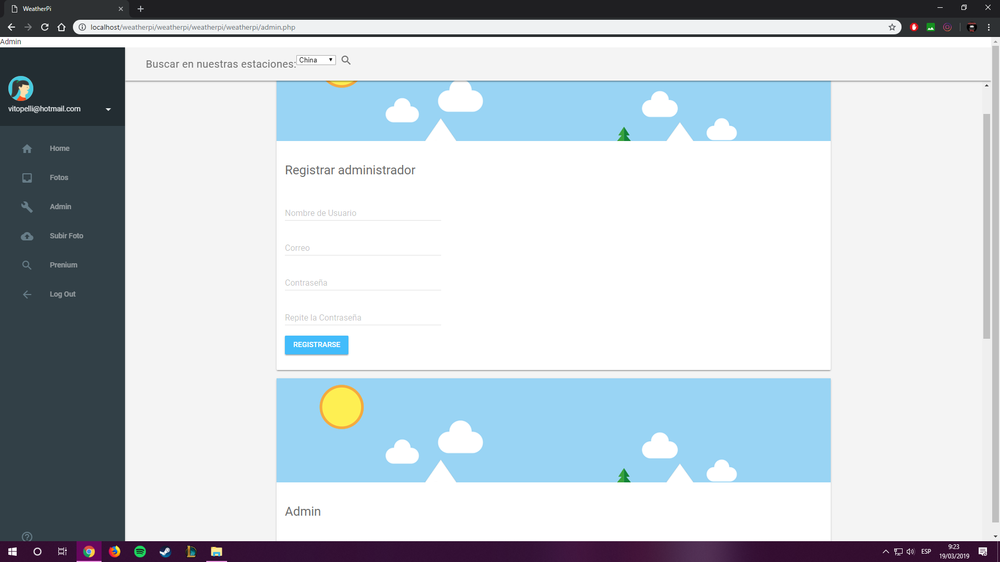 WeatherPi
localhost/weatherpi/weatherpi/weatherpi/weatherpi/admin.php
Admin
Buscar en nuestras estaciones:
China
vitopelli@hotmail.com
Home
Fotos
Admin
Subir Foto
Prenium
Log Out
Registrar administrador
Nombre de Usuario
Correo
Contraseña
Repite la Contraseña
REGISTRARSE
Admin
ESP
9:23
19/03/2019